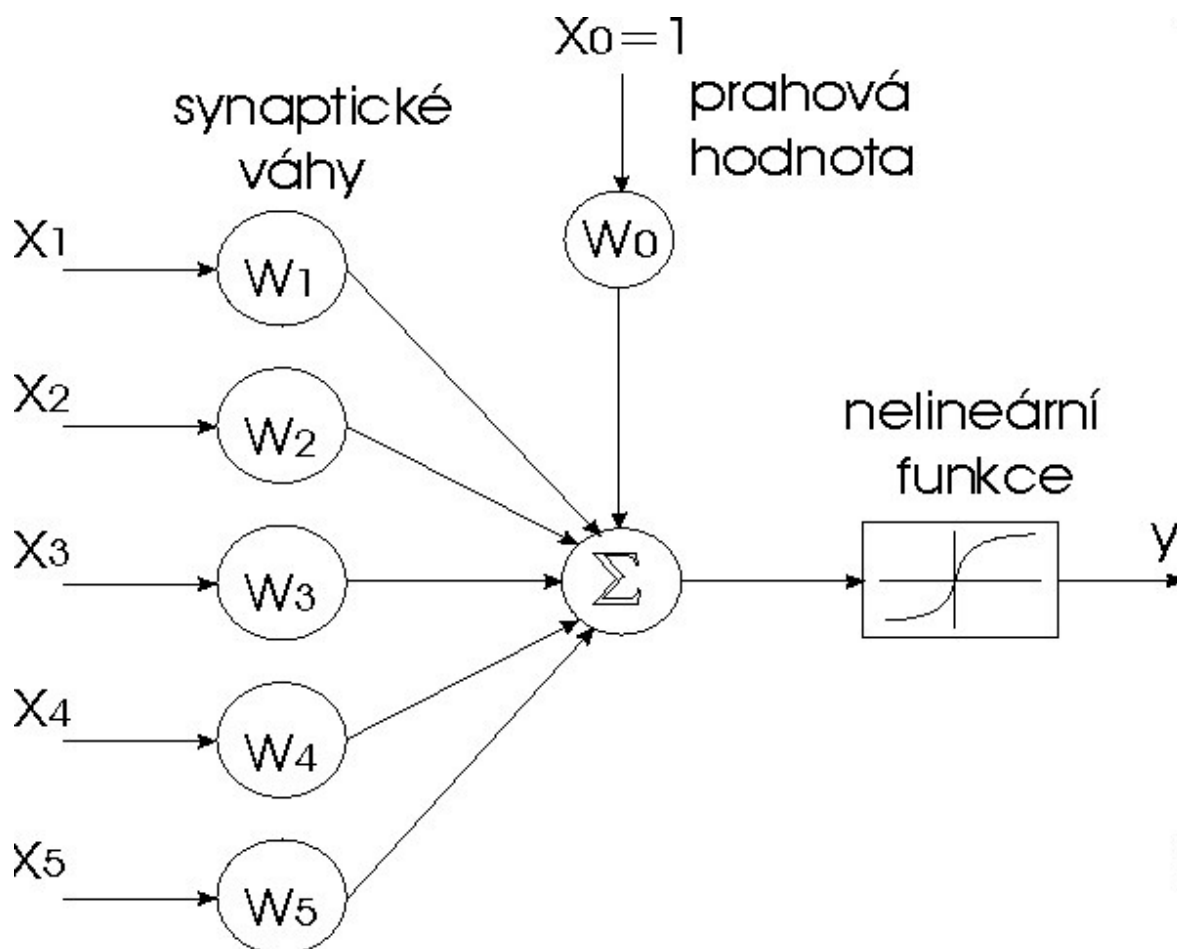 X0=1
synaptické
váhy
prahová
hodnota
X1
W1
W0
X2
W2
nelineární
funkce
X3
W3
Σ
y
X4
W4
X5
W5